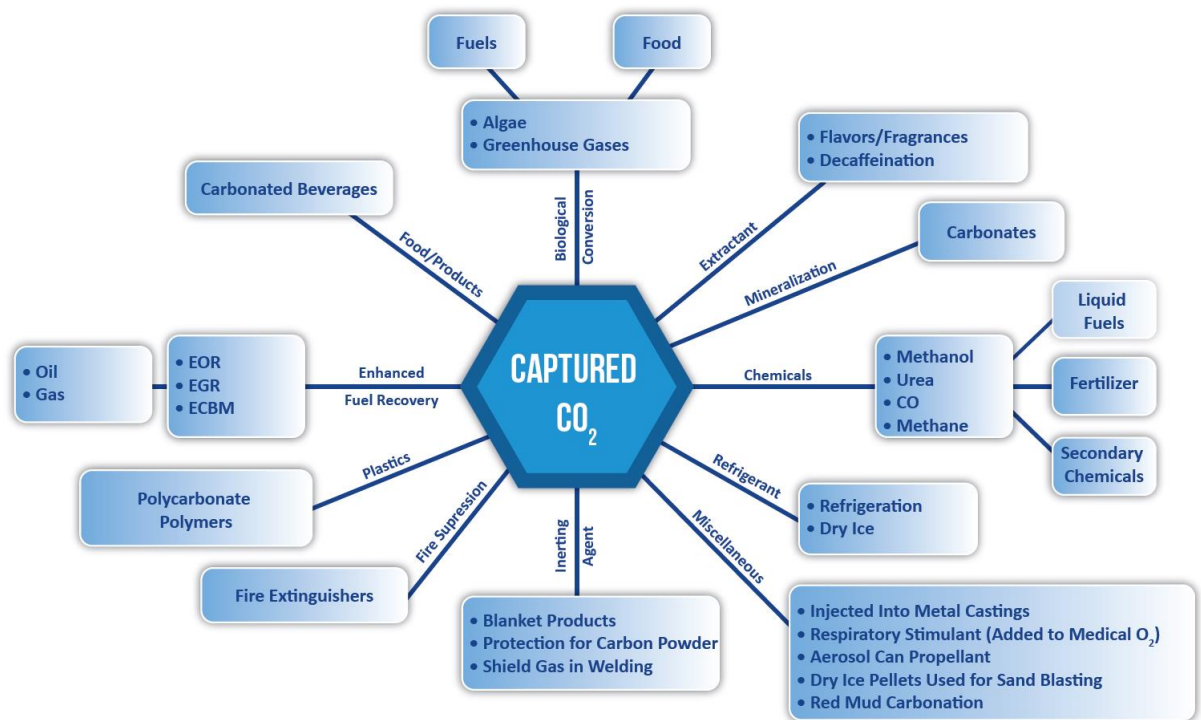 Fuels
Food
• Algae
• Greenhouse Gases
• Flavors/Fragrances
• Decaffeination
Carbonated Beverages
Carbonates
Food/Products
Biological
Conversion
Extractant
Mineralization
Liquid
Fuels
• Oil
• Gas
• EOR
• EGR
• ECBM
Enhanced
Fuel Recovery
CAPTURED
CO₂
Chemicals
• Methanol
• Urea
• CO
• Methane
Fertilizer
Secondary
Chemicals
Plastics
Polycarbonate
Polymers
Fire Supression
Fire Extinguishers
Inerting
Agent
• Blanket Products
• Protection for Carbon Powder
• Shield Gas in Welding
Refrigerant
• Refrigeration
• Dry Ice
Miscellaneous
• Injected Into Metal Castings
• Respiratory Stimulant (Added to Medical O₂)
• Aerosol Can Propellant
• Dry Ice Pellets Used for Sand Blasting
• Red Mud Carbonation